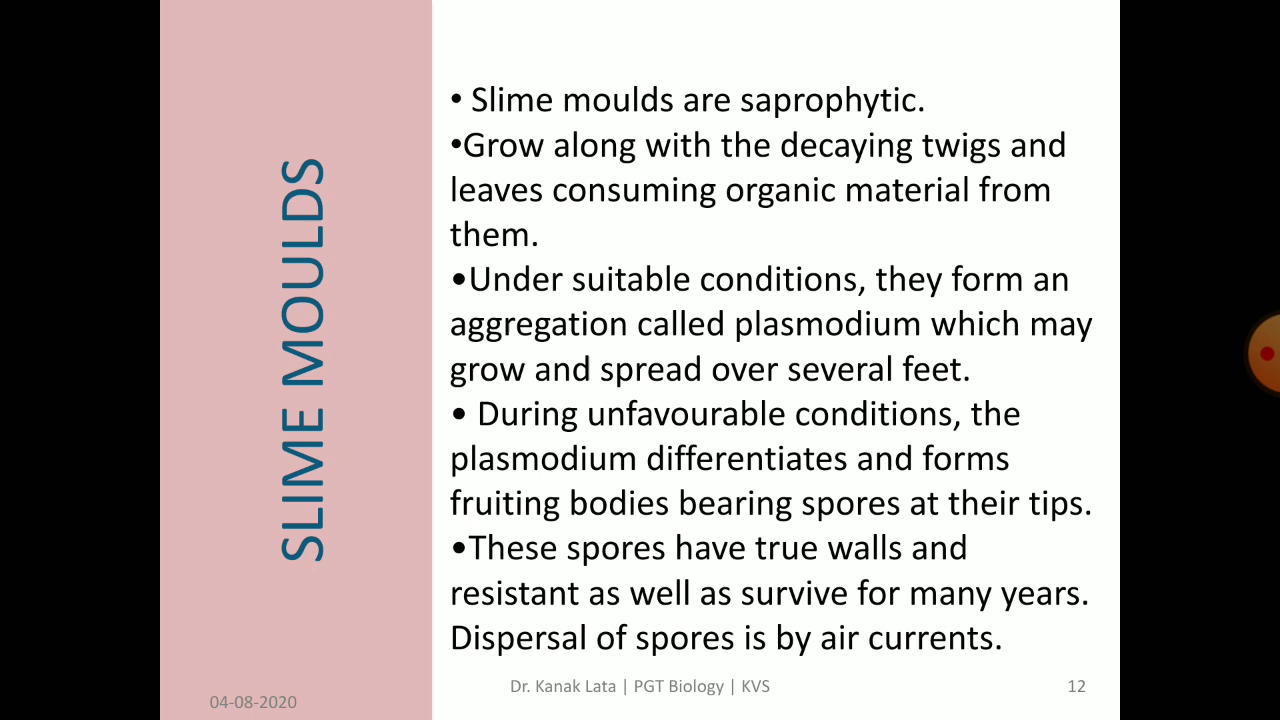 SLIME MOULDS
• Slime moulds are saprophytic.
•Grow along with the decaying twigs and
leaves consuming organic material from
them.
•Under suitable conditions, they form an
aggregation called plasmodium which may
grow and spread over several feet.
• During unfavourable conditions, the
plasmodium differentiates and forms
fruiting bodies bearing spores at their tips.
•These spores have true walls and
resistant as well as survive for many years.
Dispersal of spores is by air currents.
04-08-2020
Dr. Kanak Lata | PGT Biology | KVS
12